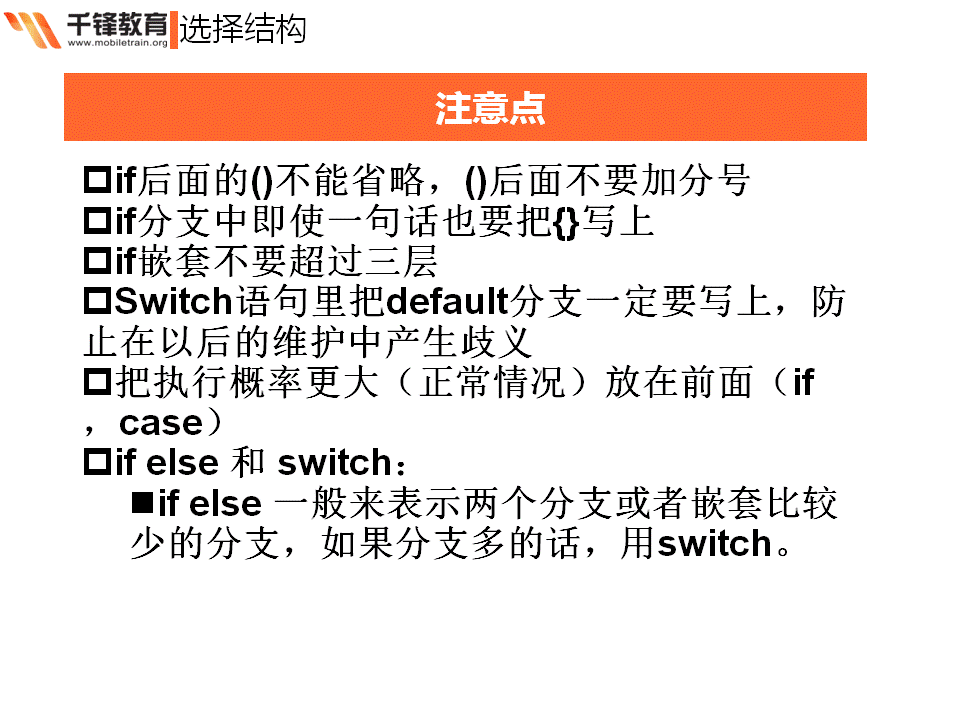 千锋教育
www.mobiletrain.org
选择结构
注意点
if后面的()不能省略，()后面不要加分号
if分支中即使一句话也要把{}写上
if嵌套不要超过三层
Switch语句里把default分支一定要写上，防
止在以后的维护中产生歧义
把执行概率更大（正常情况）放在前面（if
，case）
if else 和 switch：
if else 一般来表示两个分支或者嵌套比较
少的分支，如果分支多的话，用switch。